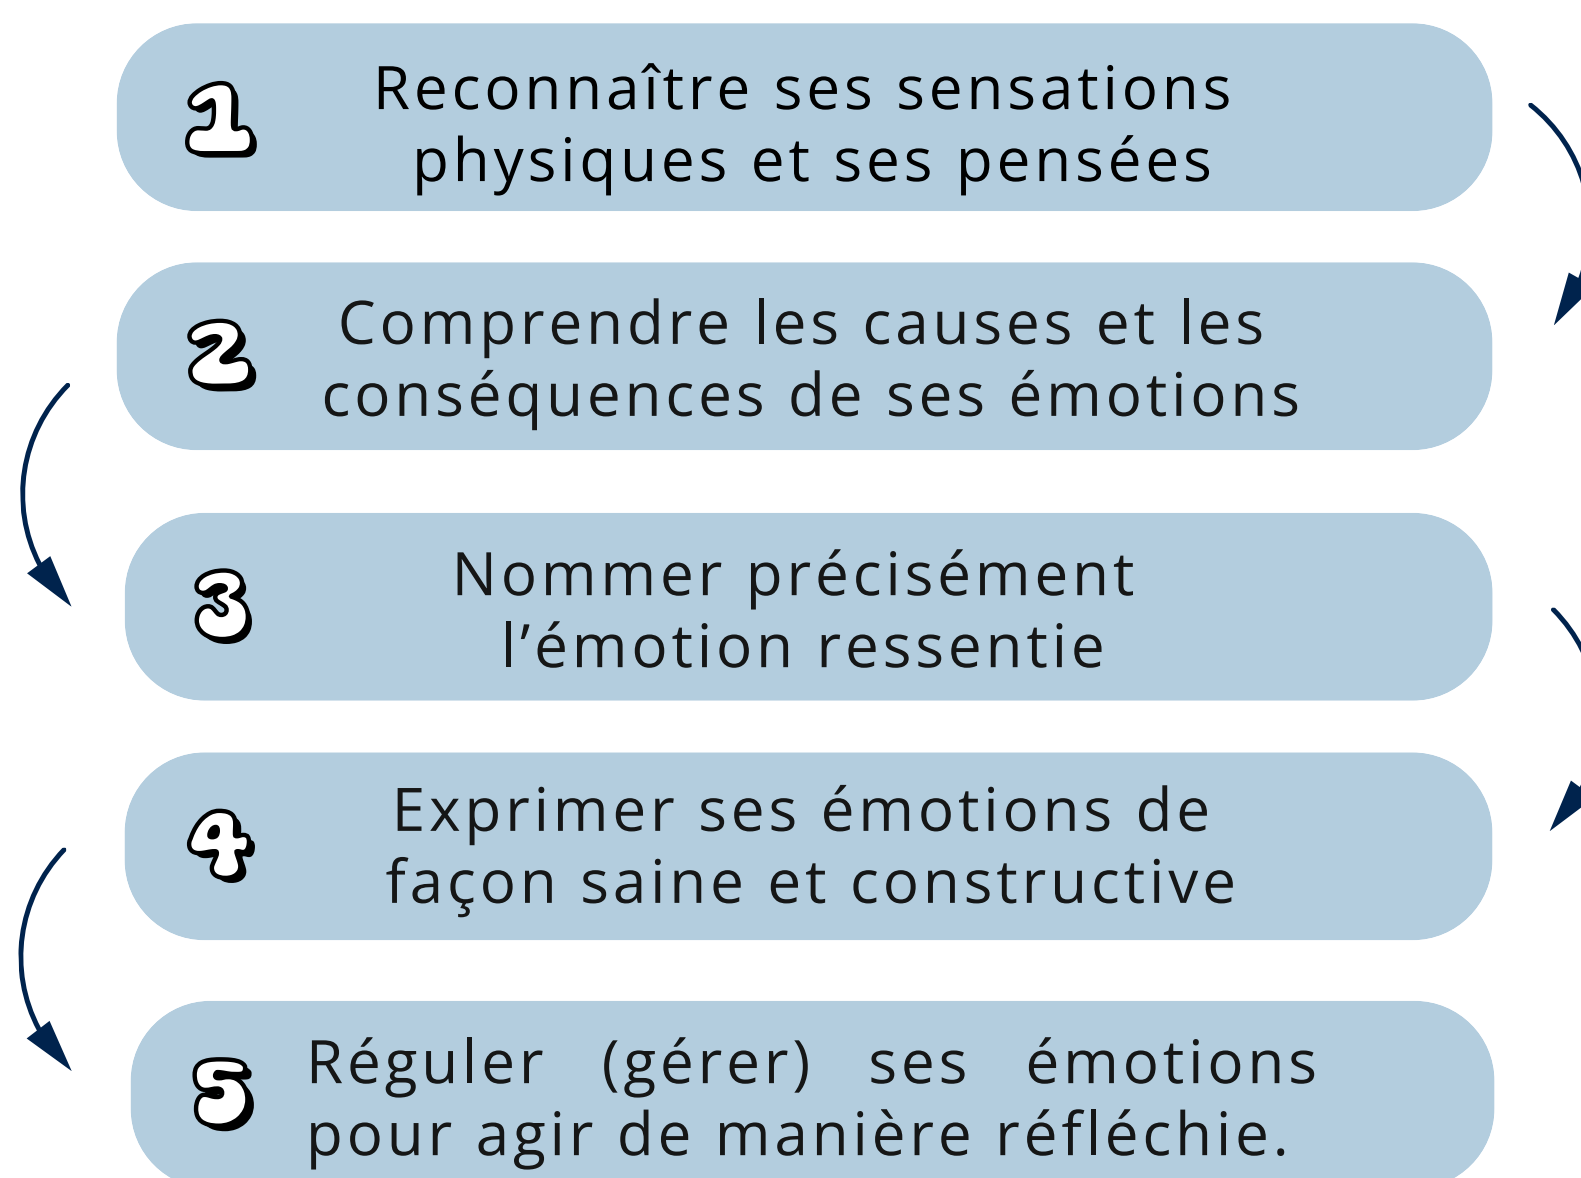 1
Reconnaître ses sensations
physiques et ses pensées
2
Comprendre les causes et les
conséquences de ses émotions
3
Nommer précisément
l’émotion ressentie
4
Exprimer ses émotions de
façon saine et constructive
5
Réguler (gérer) ses émotions
pour agir de manière réfléchie.